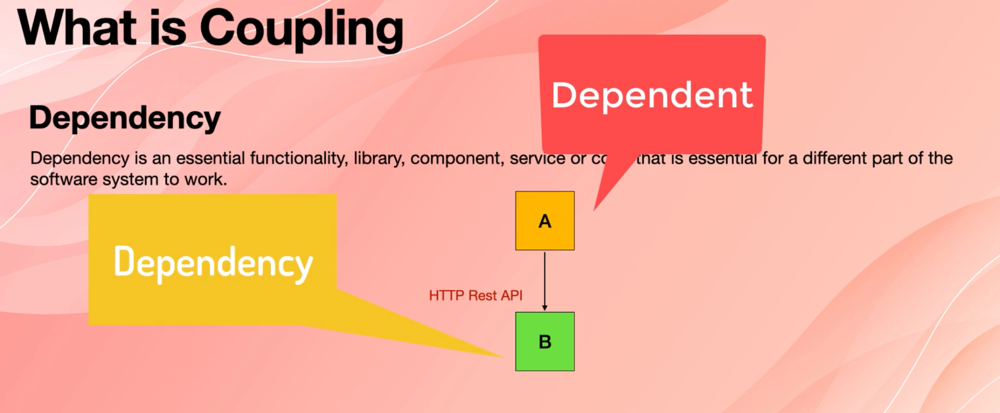 What is Coupling
Dependent
Dependency
Dependency is an essential functionality, library, component, service or that is essential for a different part of the
software system to work.
Dependency
A
HTTP Rest API
B